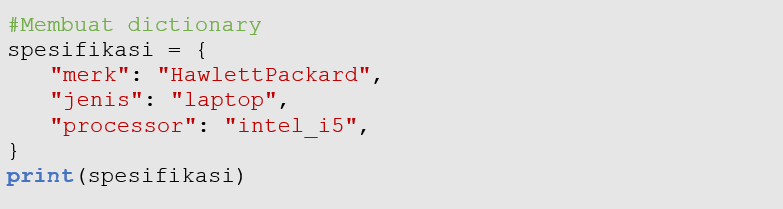 #Membuat dictionary
spesifikasi = {
"merk": "HawlettPackard",
"jenis": "laptop",
"processor": "intel_i5",
}
print(spesifikasi)